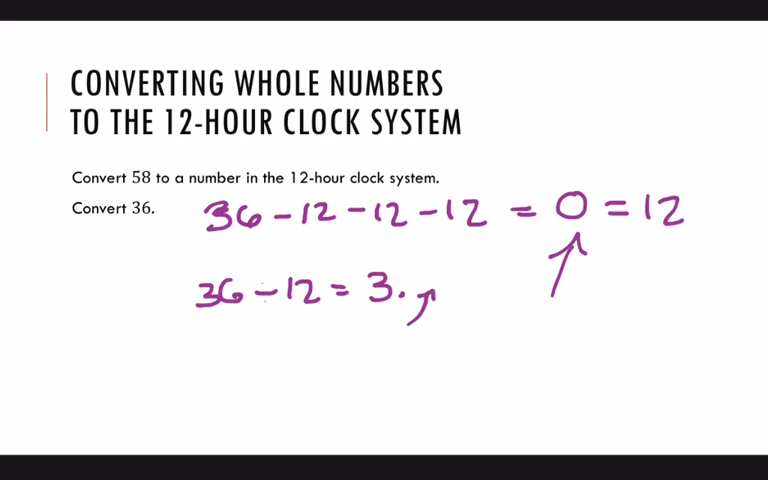 CONVERTING WHOLE NUMBERS
TO THE 12-HOUR CLOCK SYSTEM
Convert 58 to a number in the 12-hour clock system.
Convert 36. 36 - 12 - 12 - 12 = 0 = 12
36 ÷ 12 = 3.